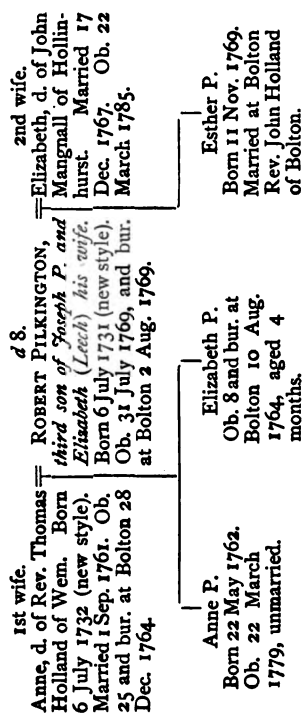 1st wife.
Anne, d. of Rev. Thomas
Holland of Wem. Born
6 July 1732 (new style).
Married 1 Sep. 1761. Ob.
25 and bur. at Bolton 28
Dec. 1764.
d 8.
ROBERT PILKINGTON,
third son of Joseph P. and
Elizabeth (Leech) his wife.
Born 6 July 1731 (new style).
Ob. 31 July 1769, and bur.
at Bolton 2 Aug. 1769.
2nd wife.
Elizabeth, d. of John
Mangnall of Hollin-
hurst. Married 17
Dec. 1767. Ob. 22
March 1785.
Anne P.
Born 22 May 1762.
Ob. 22 March
1779, unmarried.
Elizabeth P.
Ob. 8 and bur. at
Bolton 10 Aug.
1764, aged 4
months.
Esther P.
Born 11 Nov. 1769.
Married at Bolton
Rev. John Holland
of Bolton.